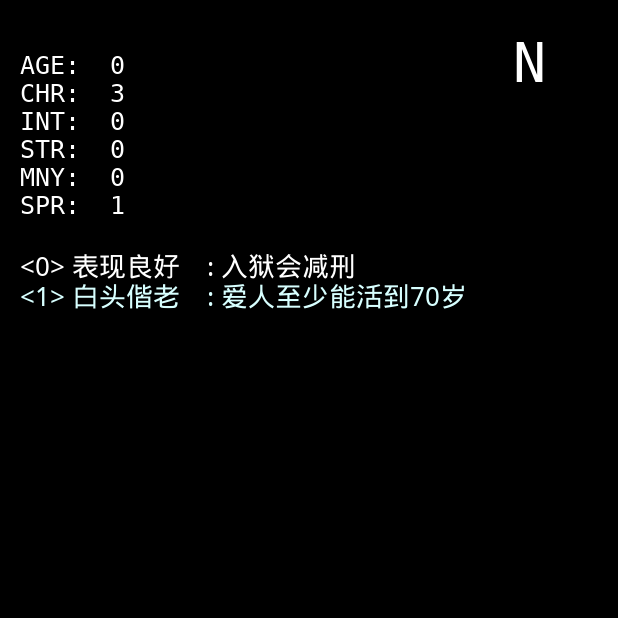 N
AGE: 0
CHR: 3
INT: 0
STR: 0
MNY: 0
SPR: 1
<0> 表现良好 : 入狱会减刑
<1> 白头偕老 : 爱人至少能活到70岁